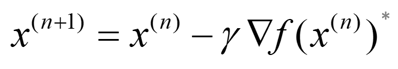 x^{(n+1)} = x^{(n)} − γ ∇f(x^{(n)})^*